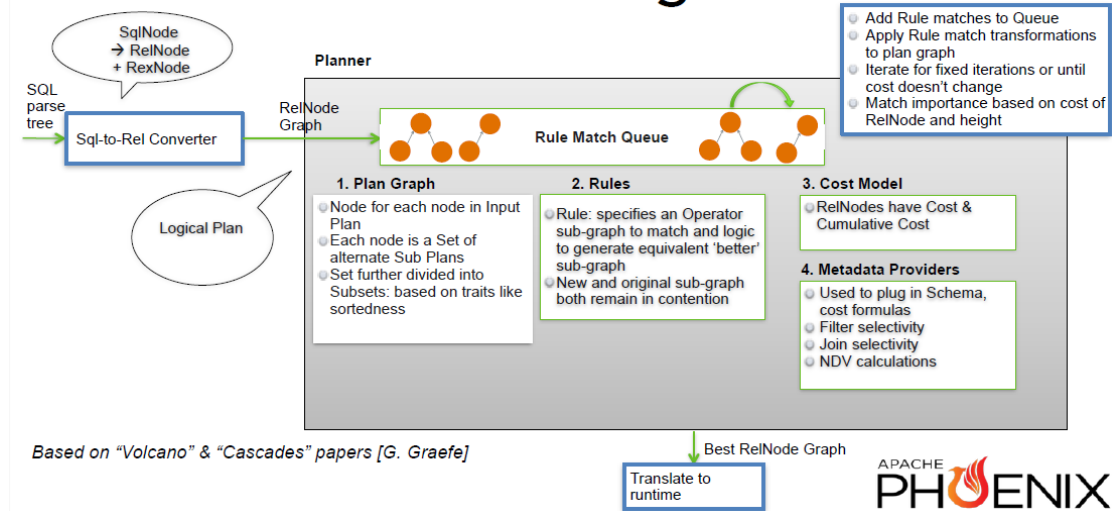 SqlNode
→ RelNode
+ RexNode
Add Rule matches to Queue
Apply Rule match transformations
to plan graph
Iterate for fixed iterations or until
cost doesn't change
Match importance based on cost of
RelNode and height
Planner
SQL
parse
tree
Sql-to-Rel Converter
RelNode
Graph
Rule Match Queue
Logical Plan
1. Plan Graph
Node for each node in Input
Plan
Each node is a Set of
alternate Sub Plans
Set further divided into
Subsets: based on traits like
sortedness
2. Rules
Rule: specifies an Operator
sub-graph to match and logic
to generate equivalent ‘better’
sub-graph
New and original sub-graph
both remain in contention
3. Cost Model
RelNodes have Cost &
Cumulative Cost
4. Metadata Providers
Used to plug in Schema,
cost formulas
Filter selectivity
Join selectivity
NDV calculations
Based on “Volcano” & “Cascades” papers [G. Graefe]
Best RelNode Graph
Translate to
runtime
APACHE
PHOENIX